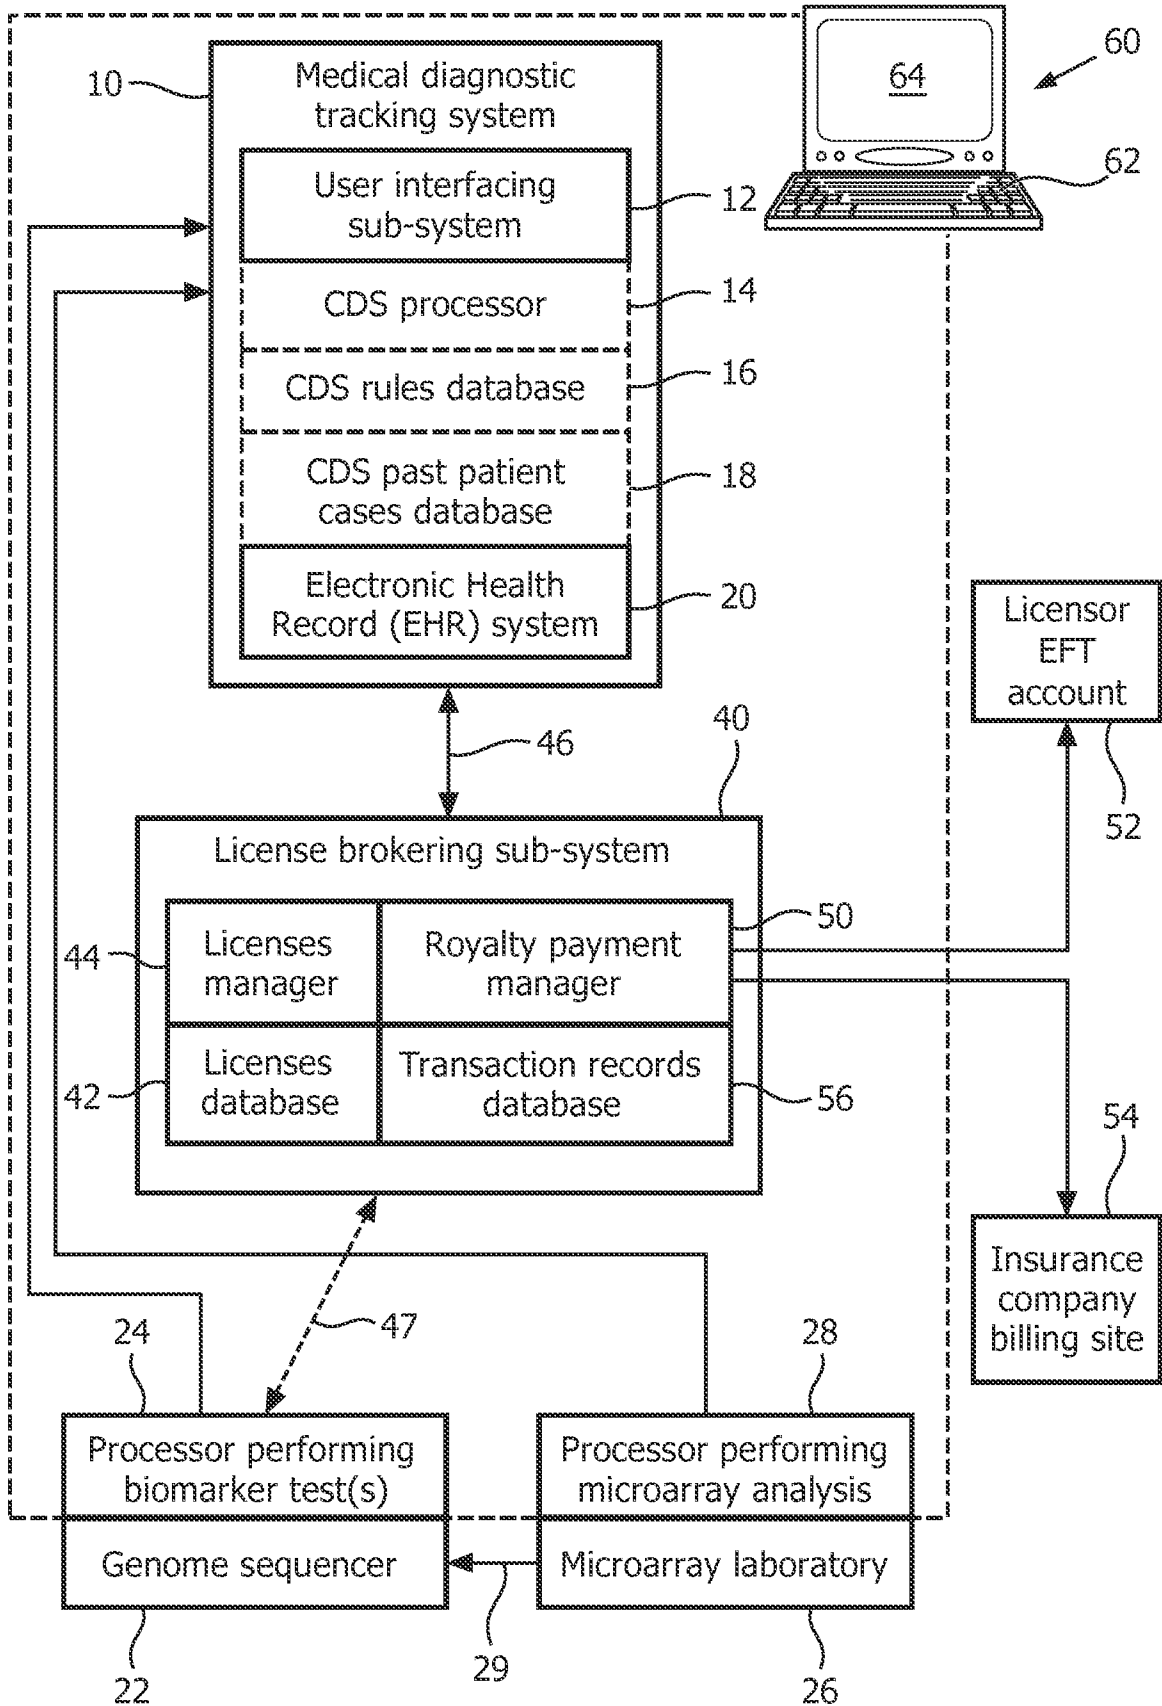 60
64
10
Medical diagnostic
tracking system
62
User interfacing
sub-system
12
CDS processor
14
CDS rules database
16
CDS past patient
cases database
18
Electronic Health
Record (EHR) system
20
Licensor
EFT
account
52
46
40
License brokering sub-system
44
Licenses
manager
Royalty payment
manager
50
42
Licenses
database
Transaction records
database
56
54
Insurance
company
billing site
47
24
28
Processor performing
biomarker test(s)
Processor performing
microarray analysis
Genome sequencer
Microarray laboratory
22
29
26